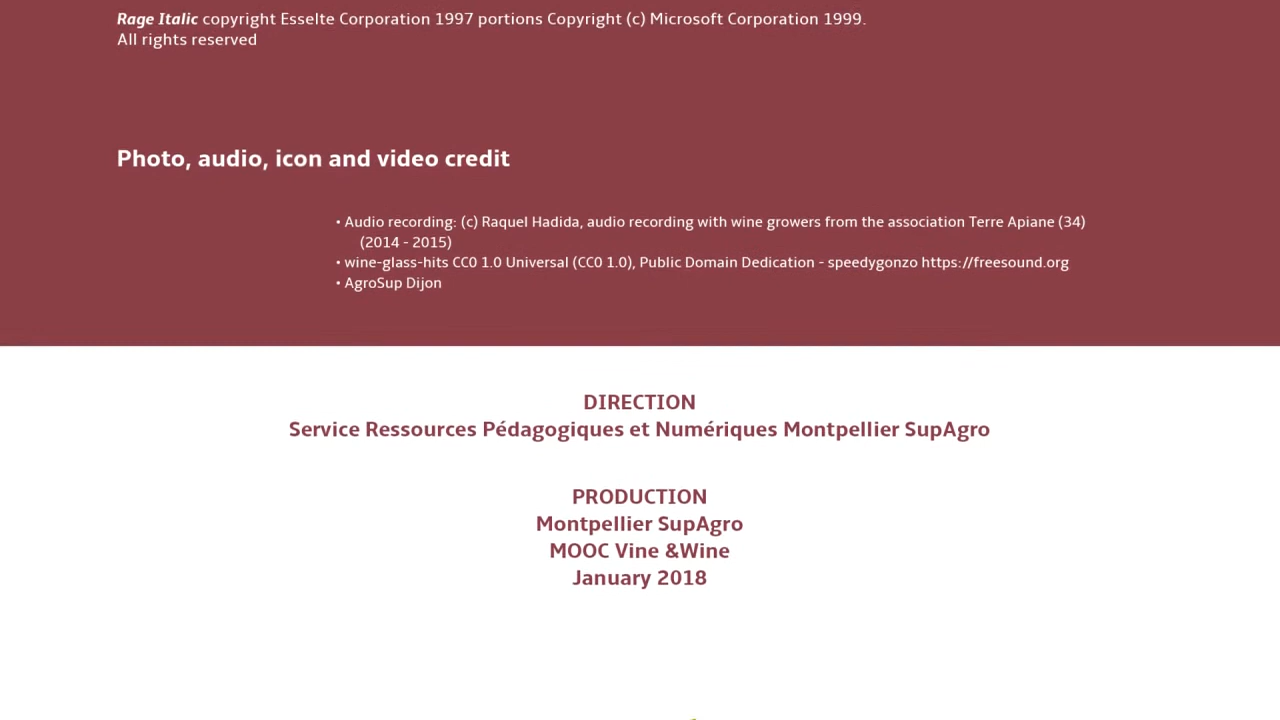 Rage Italic copyright Esselte Corporation 1997 portions Copyright (c) Microsoft Corporation 1999.
All rights reserved
Photo, audio, icon and video credit
• Audio recording: (c) Raquel Hadida, audio recording with wine growers from the association Terre Apiane (34)
(2014 - 2015)
• wine-glass-hits CC0 1.0 Universal (CC0 1.0), Public Domain Dedication - speedygonzo https://freesound.org
• AgroSup Dijon
DIRECTION
Service Ressources Pédagogiques et Numériques Montpellier SupAgro
PRODUCTION
Montpellier SupAgro
MOOC Vine &Wine
January 2018